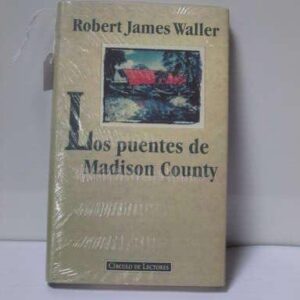 Robert James Waller
Los puentes de
Madison County
CÍRCULO DE LECTORES